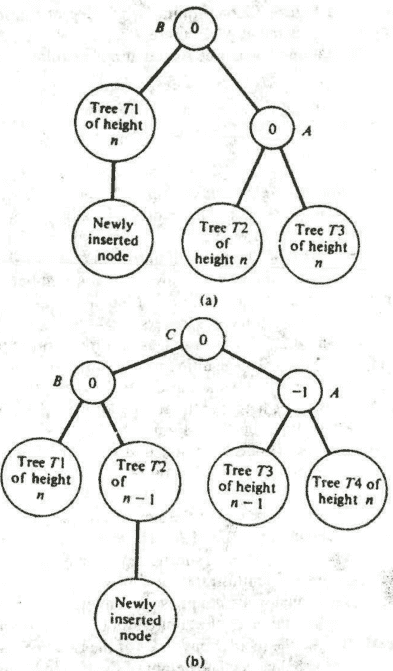 B
0
Tree T1
of height
n
0
A
Newly
inserted
node
Tree T2
of
height n
Tree T3
of height
n
(a)
C
0
B
0
-1
A
Tree T1
of height
n
Tree T2
of
n - 1
Tree T3
of height
n - 1
Tree T4 of
height n
Newly
inserted
node
(b)